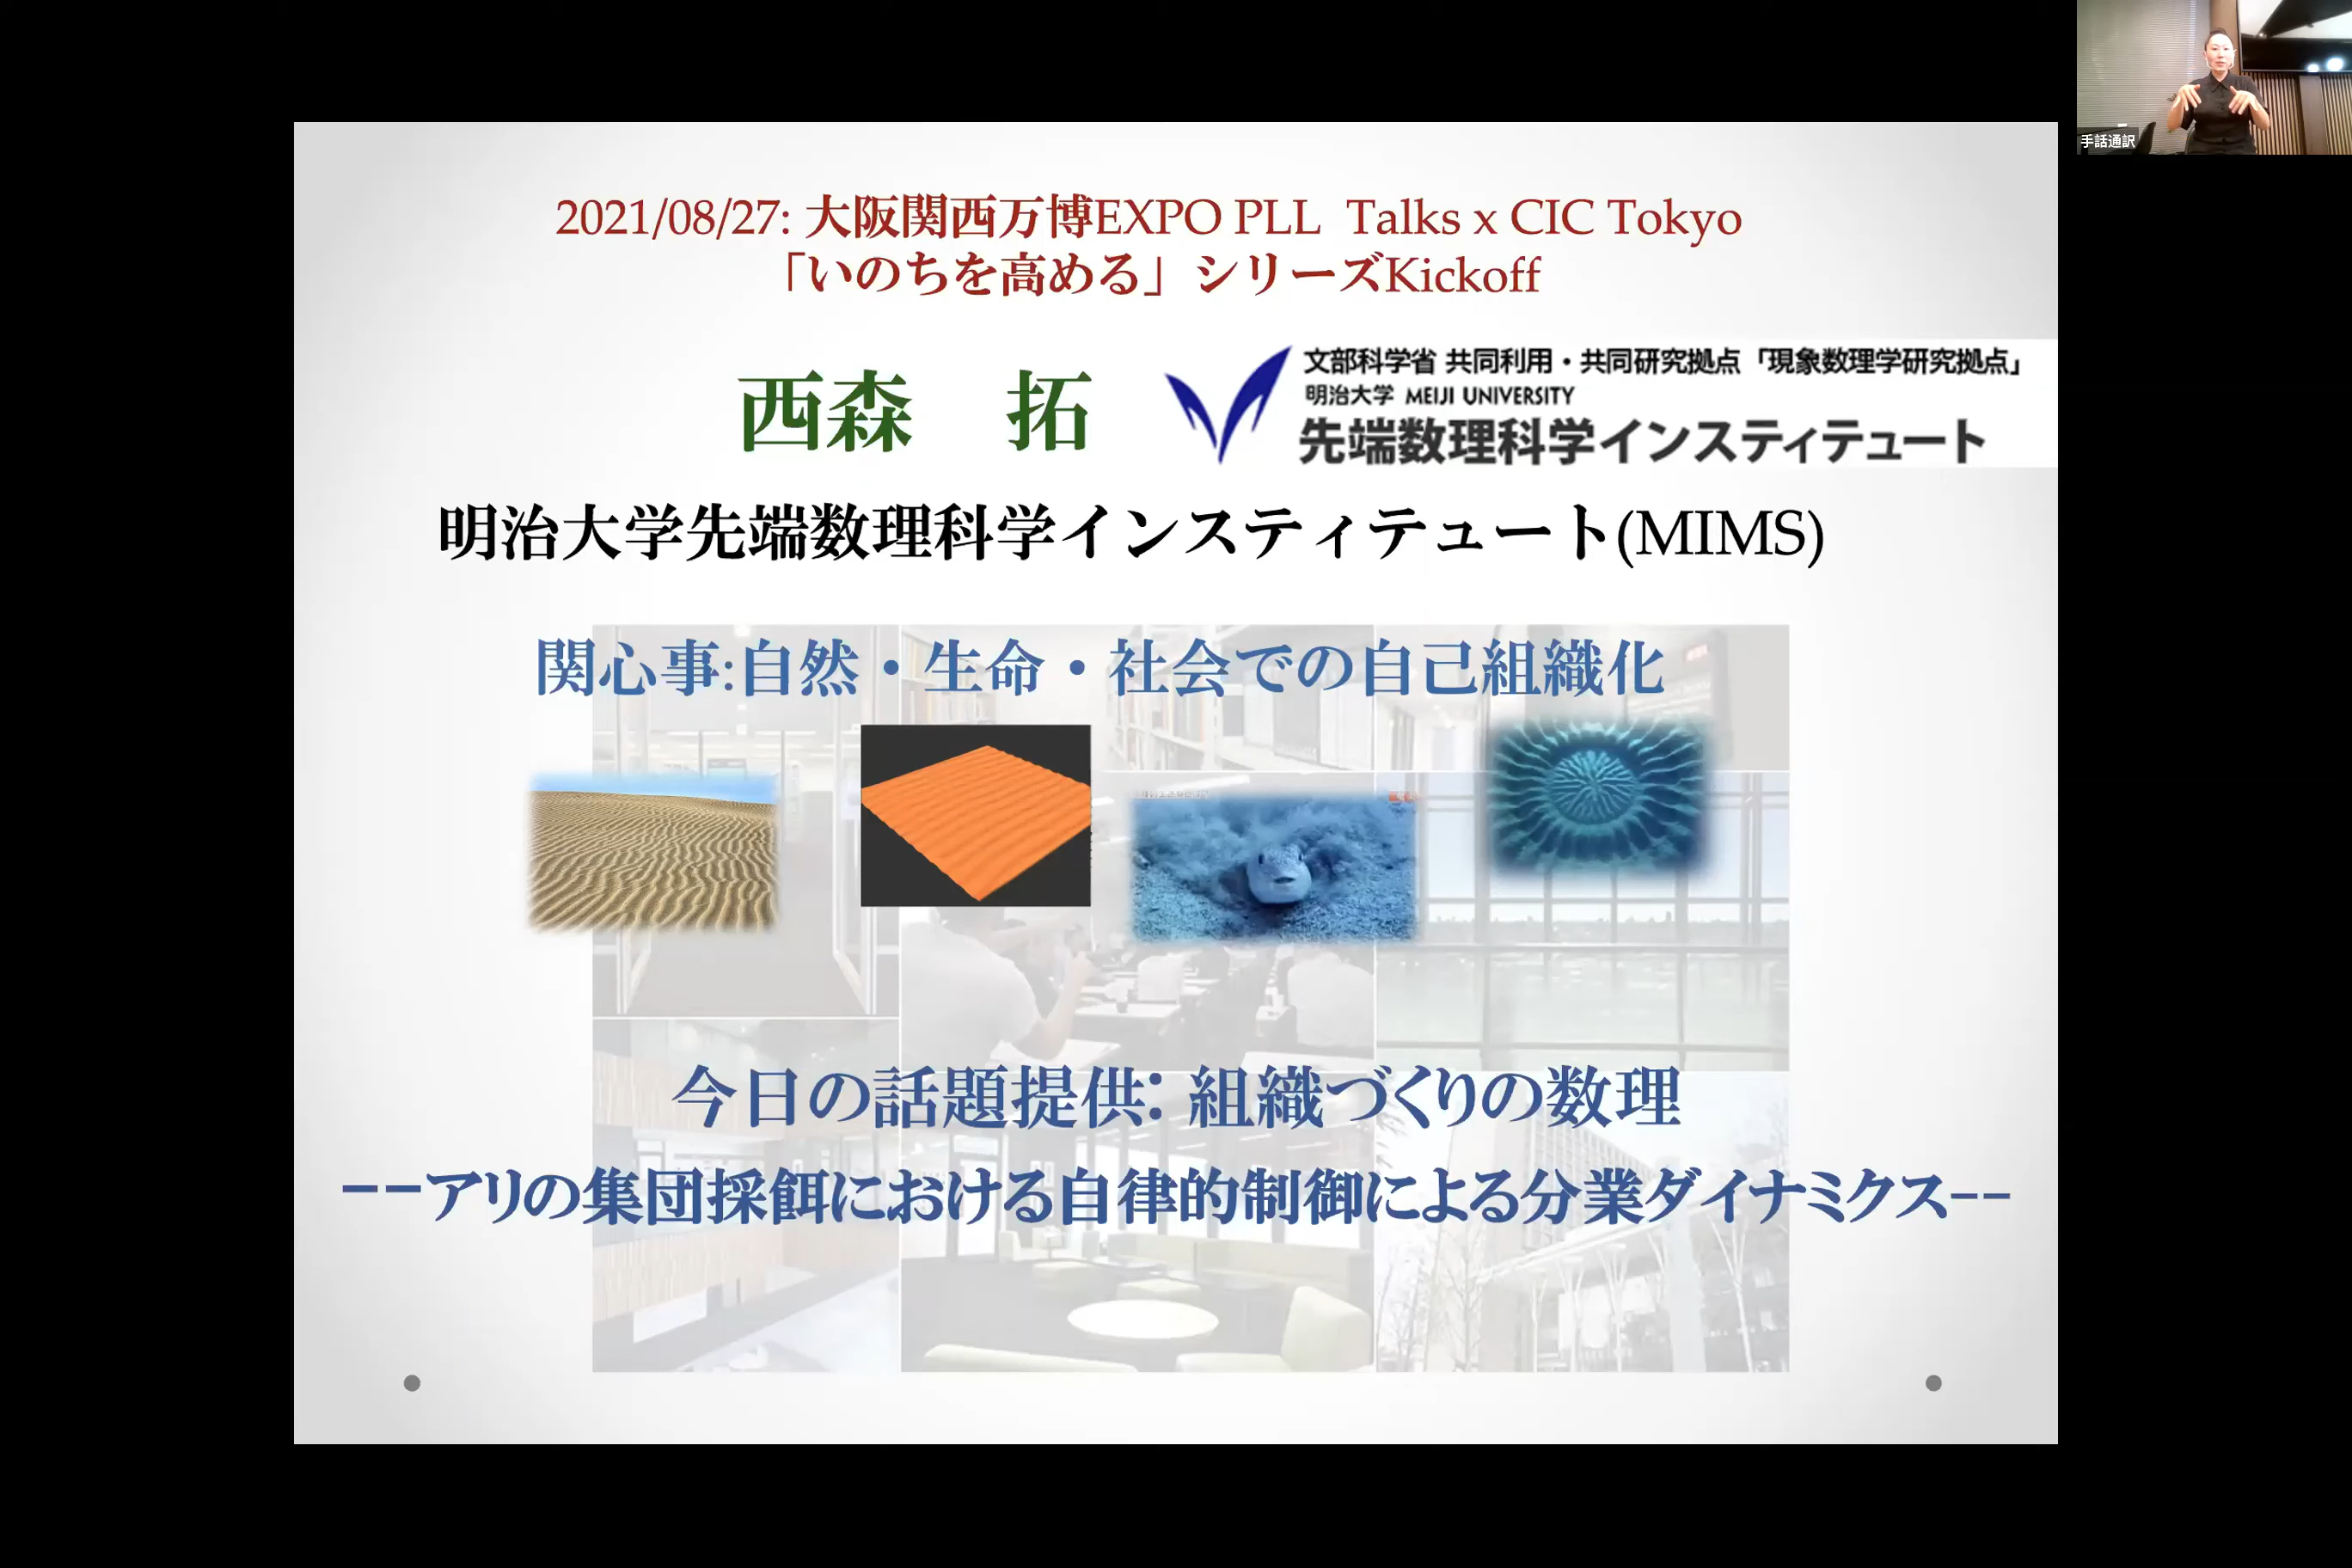 2021/08/27: 大阪関西万博EXPO PLL Talks x CIC Tokyo
「いのちを高める」シリーズKickoff
西森 拓
文部科学省 共同利用・共同研究拠点「現象数理学研究拠点」
明治大学 MEIJI UNIVERSITY
先端数理科学インスティテュート
明治大学先端数理科学インスティテュート(MIMS)
関心事:自然・生命・社会での自己組織化
今日の話題提供: 組織づくりの数理
--アリの集団採餌における自律的制御による分業ダイナミクス--
手話通訳